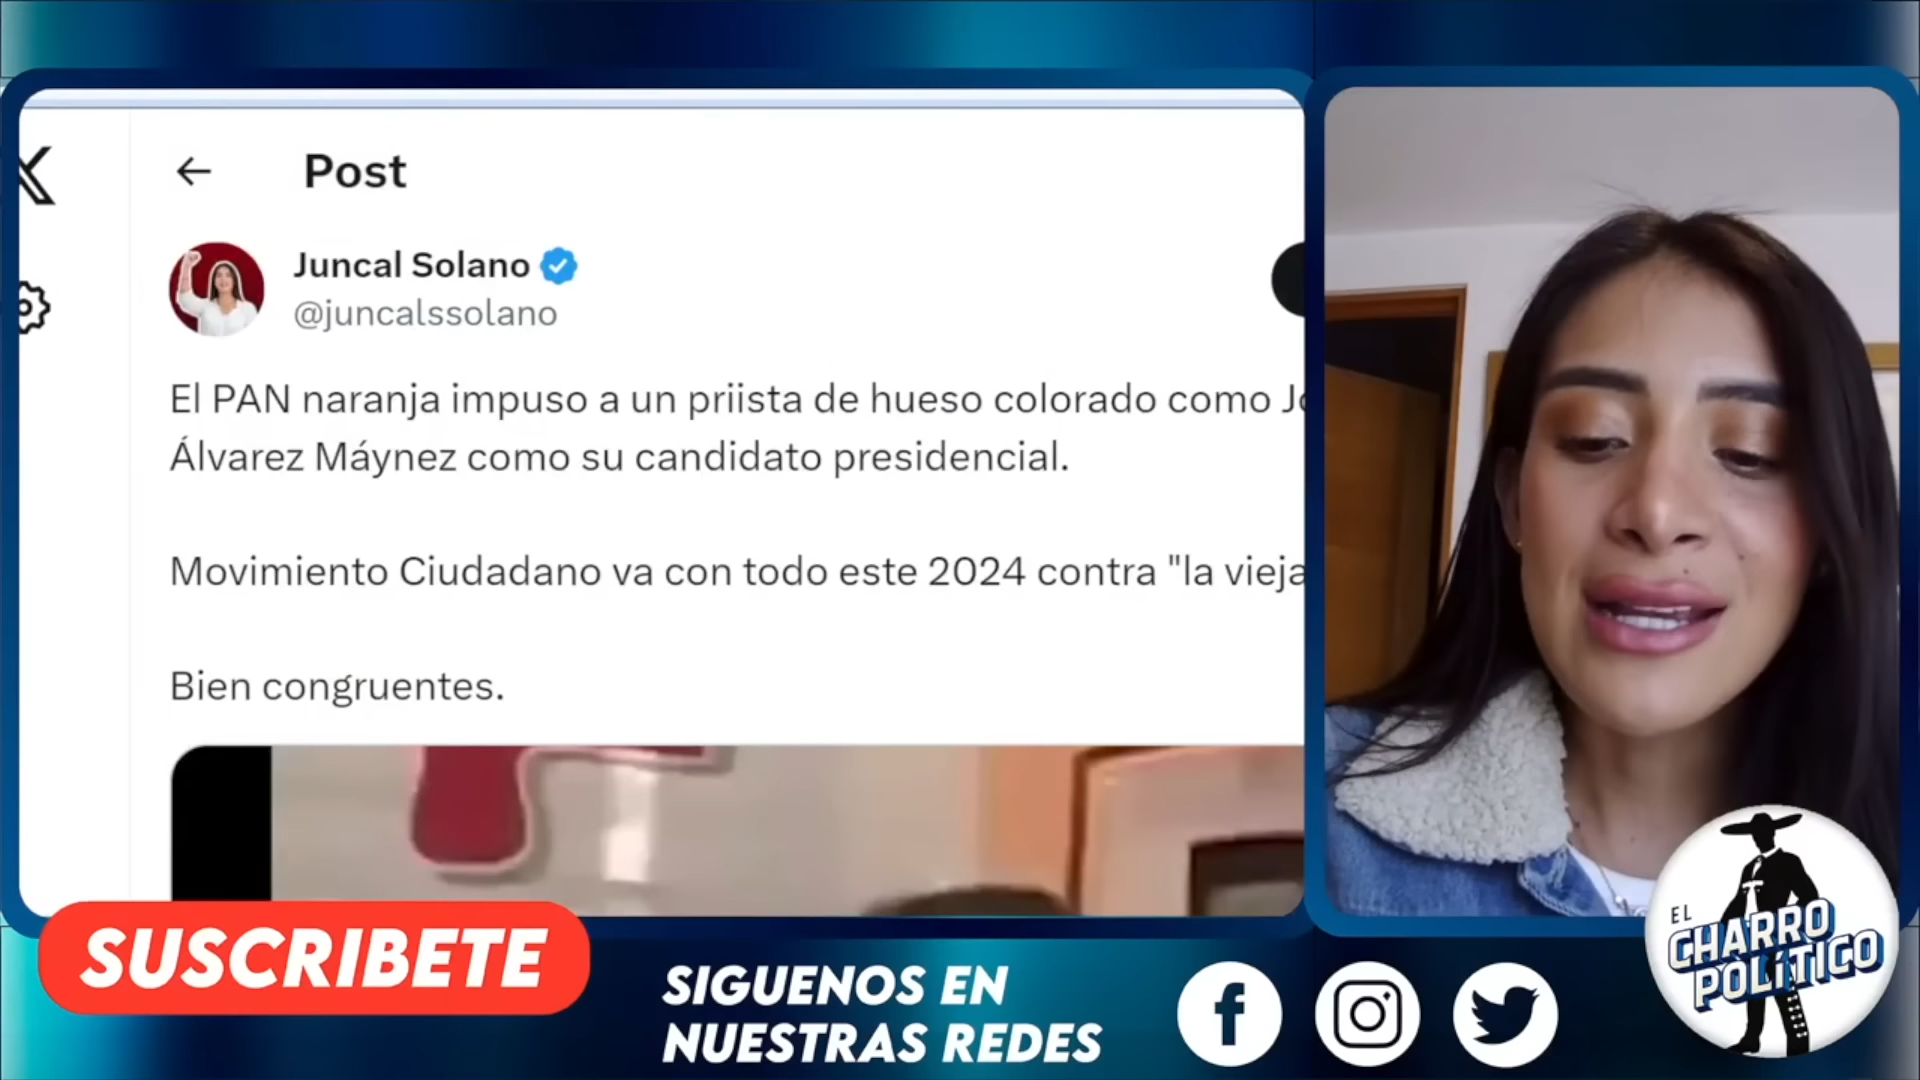 Post
Juncal Solano
@juncalssolano
El PAN naranja impuso a un priista de hueso colorado como
Álvarez Máynez como su candidato presidencial.
Movimiento Ciudadano va con todo este 2024 contra "la vieja
Bien congruentes.
SUSCRIBETE
SIGUENOS EN
NUESTRAS REDES
EL
CHARRO
POLÍTICO